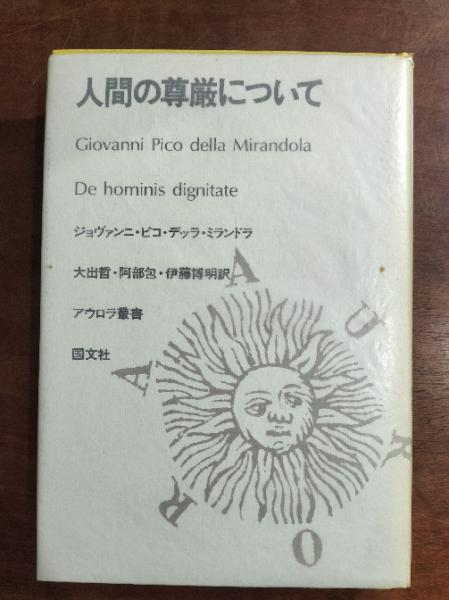 人間の尊厳について
Giovanni Pico della Mirandola
De hominis dignitate
ジョヴァンニ・ピコ・デッラ・ミランドラ
大出哲・阿部包・伊藤博明訳
アウロラ叢書
国文社
AURORA